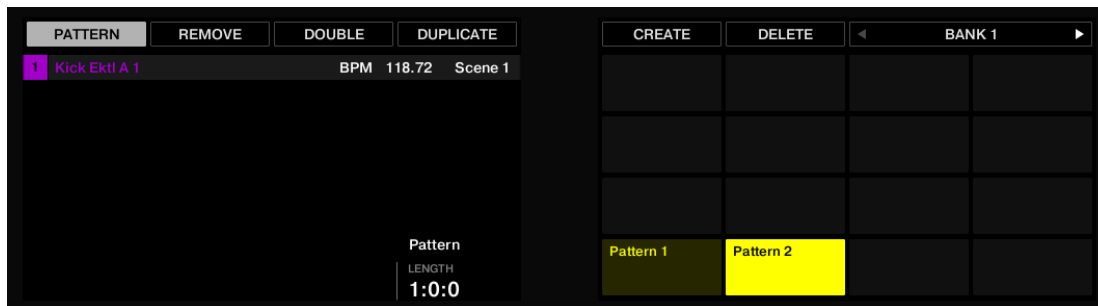 PATTERN REMOVE DOUBLE DUPLICATE
1 Kick Ektl A 1 BPM 118.72 Scene 1
Pattern
LENGTH
1:0:0
CREATE DELETE BANK 1
Pattern 1 Pattern 2